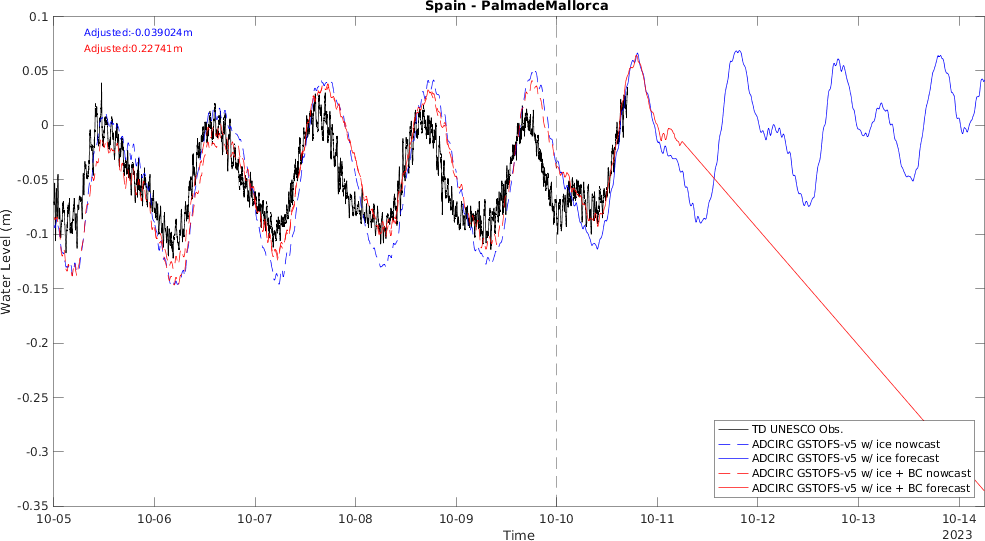 Spain - PalmadeMallorca
Adjusted:-0.039024m
Adjusted:0.22741m
0.1
0.05
0
-0.05
-0.1
-0.15
-0.2
-0.25
-0.3
-0.35
Water Level (m)
TD UNESCO Obs.
ADCIRC GSTOFS-v5 w/ ice nowcast
ADCIRC GSTOFS-v5 w/ ice forecast
ADCIRC GSTOFS-v5 w/ ice + BC nowcast
ADCIRC GSTOFS-v5 w/ ice + BC forecast
10-05 10-06 10-07 10-08 10-09 10-10 10-11 10-12 10-13 10-14
2023
Time